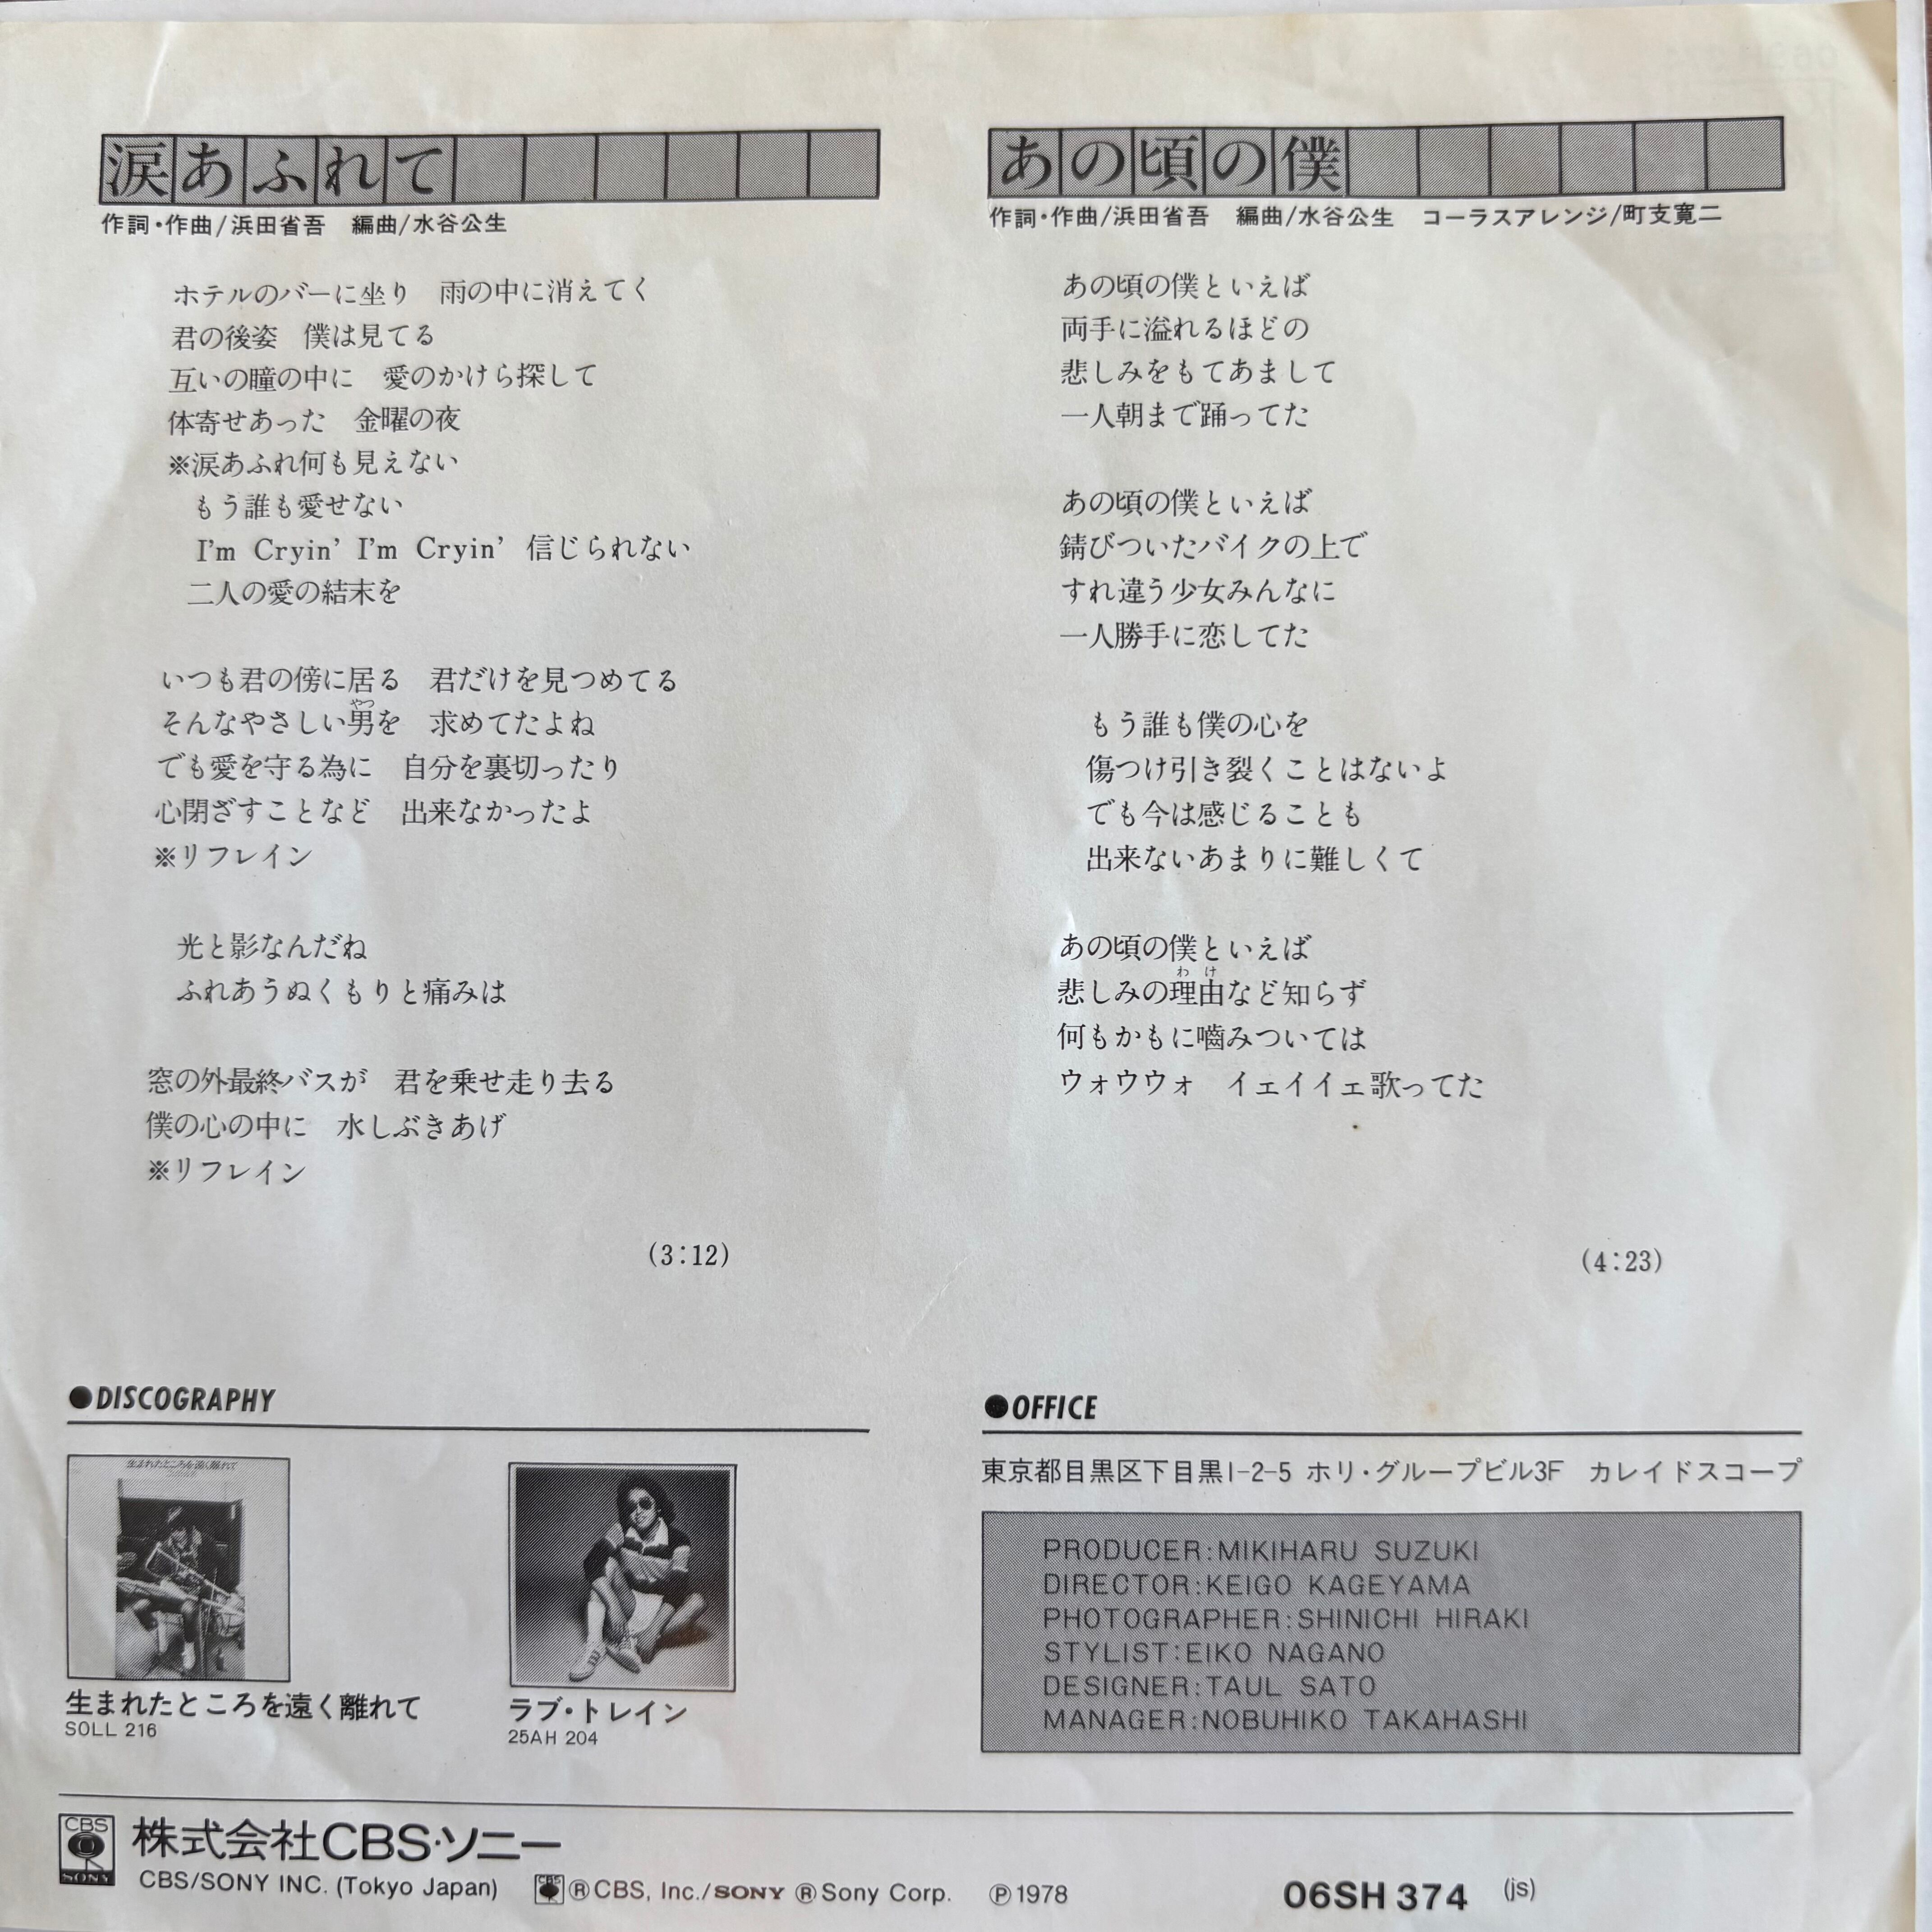 涙あふれて
作詞・作曲/浜田省吾　編曲/水谷公生
ホテルのバーに坐り　雨の中に消えてく
君の後姿　僕は見てる
互いの瞳の中に　愛のかけら探して
体寄せあった　金曜の夜
※涙あふれ何も見えない
もう誰も愛せない
I'm Cryin' I'm Cryin' 信じられない
二人の愛の結末を
いつも君の傍に居る　君だけを見つめてる
やつ
そんなやさしい男を　求めてたよね
でも愛を守る為に　自分を裏切ったり
心閉ざすことなど　出来なかったよ
※リフレイン
光と影なんだね
ふれあうぬくもりと痛みは
窓の外最終バスが　君を乗せ走り去る
僕の心の中に　水しぶきあげ
※リフレイン
(3:12)
あの頃の僕
作詞・作曲/浜田省吾　編曲/水谷公生　コーラスアレンジ/町支寛二
あの頃の僕といえば
両手に溢れるほどの
悲しみをもてあまして
一人朝まで踊ってた
あの頃の僕といえば
錆びついたバイクの上で
すれ違う少女みんなに
一人勝手に恋してた
もう誰も僕の心を
傷つけ引き裂くことはないよ
でも今は感じることも
出来ないあまりに難しくて
あの頃の僕といえば
わけ
悲しみの理由など知らず
何もかもに嚙みついては
ウォウウォ　イェイイェ歌ってた
(4:23)
●DISCOGRAPHY
生まれたところを遠く離れて
生まれたところを遠く離れて
SOLL 216
ラブ・トレイン
25AH 204
●OFFICE
東京都目黒区下目黒1-2-5 ホリ・グループビル3F　カレイドスコープ
PRODUCER:MIKIHARU SUZUKI
DIRECTOR:KEIGO KAGEYAMA
PHOTOGRAPHER:SHINICHI HIRAKI
STYLIST:EIKO NAGANO
DESIGNER:TAUL SATO
MANAGER:NOBUHIKO TAKAHASHI
CBS
SONY
株式会社CBS・ソニー
CBS/SONY INC. (Tokyo Japan)
CBS ®CBS, Inc./SONY ®Sony Corp.　℗1978
06SH 374 (js)